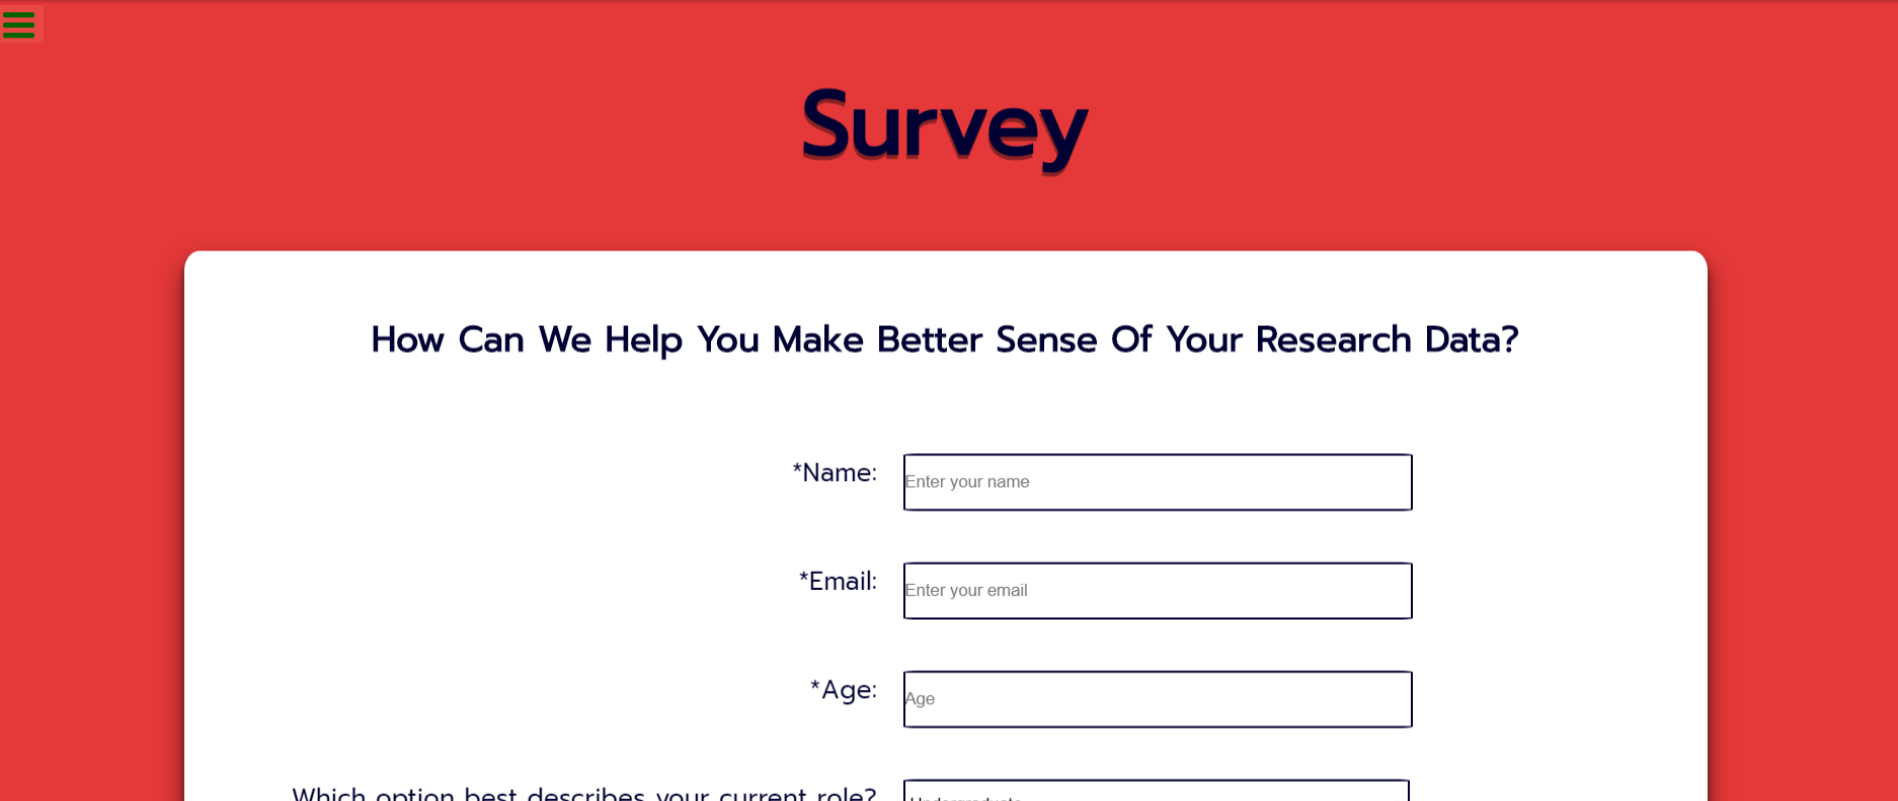 Survey
How Can We Help You Make Better Sense Of Your Research Data?
*Name:
Enter your name
*Email:
Enter your email
*Age:
Age
Which option best describes your current role?
Undergraduate